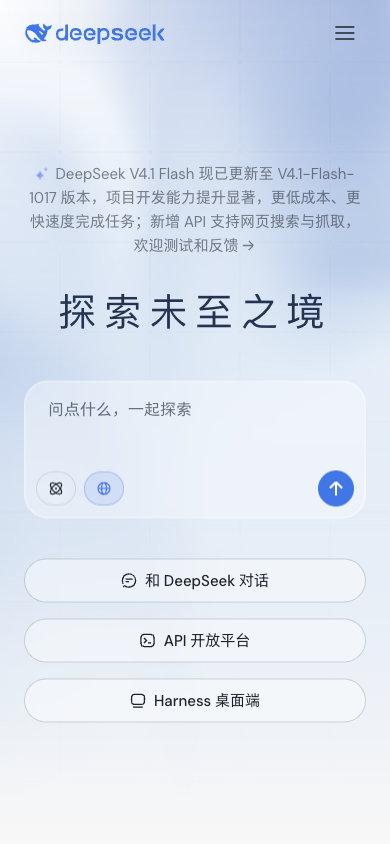 deepseek
DeepSeek V4.1 Flash 现已更新至 V4.1-Flash-
1017 版本，项目开发能力提升显著，更低成本、更
快速度完成任务；新增 API 支持网页搜索与抓取，
欢迎测试和反馈 →
探索未至之境
问点什么，一起探索
和 DeepSeek 对话
API 开放平台
Harness 桌面端